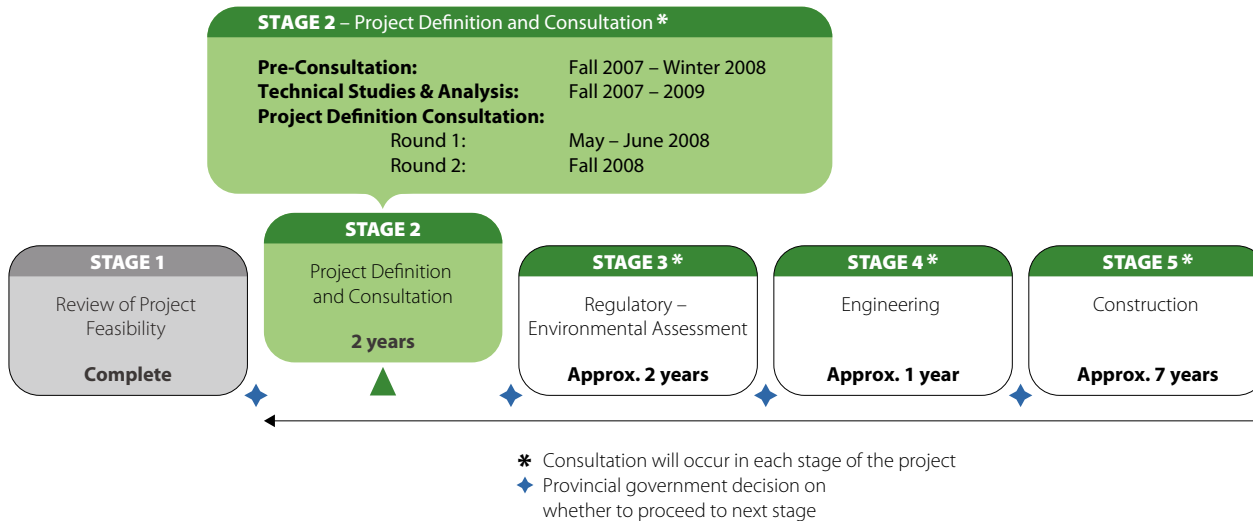 STAGE 2 – Project Definition and Consultation *
Pre-Consultation: Fall 2007 – Winter 2008
Technical Studies & Analysis: Fall 2007 – 2009
Project Definition Consultation:
Round 1: May – June 2008
Round 2: Fall 2008
STAGE 1
Review of Project
Feasibility
Complete
STAGE 2
Project Definition
and Consultation
2 years
STAGE 3 *
Regulatory –
Environmental Assessment
Approx. 2 years
STAGE 4 *
Engineering
Approx. 1 year
STAGE 5 *
Construction
Approx. 7 years
* Consultation will occur in each stage of the project
Provincial government decision on
whether to proceed to next stage